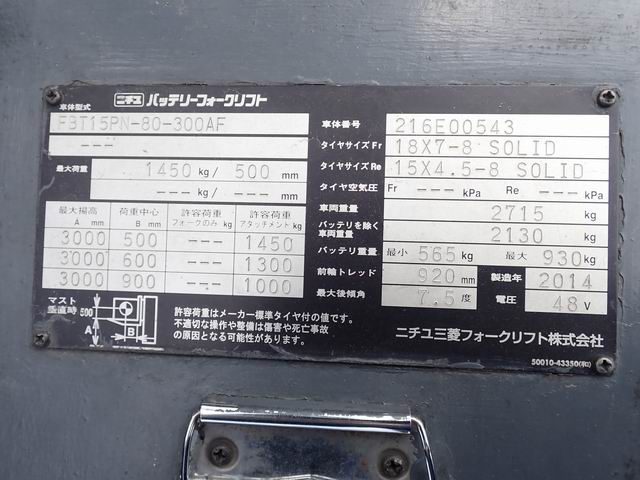 ニチユ バッテリーフォークリフト
車体型式 FBT15PN-80-300AF
---
最大荷重 1450 kg/ 500 mm
--- kg/ --- mm
最大揚高 A mm 荷重中心 B mm 許容荷重 フォークのみ kg 許容荷重 アタッチメント kg
3000 500 --- 1450
3000 600 --- 1300
3000 900 --- 1000
マスト垂直時 500 A B
許容荷重はメーカー標準タイヤ付の値です。
不適切な操作や整備は傷害や死亡事故
の原因となる可能性があります。
車体番号 216E00543
タイヤサイズ Fr 18X7-8 SOLID
タイヤサイズ Re 15X4.5-8 SOLID
タイヤ空気圧 Fr --- kPa Re --- kPa
車両重量 2715 kg
バッテリを除く車両重量 2130 kg
バッテリ重量 最小 565 kg 最大 930 kg
前輪トレッド 920 mm 製造年 2014
最大後傾角 7.5 度 電圧 48 V
ニチユ三菱フォークリフト株式会社
50010-43350(和)